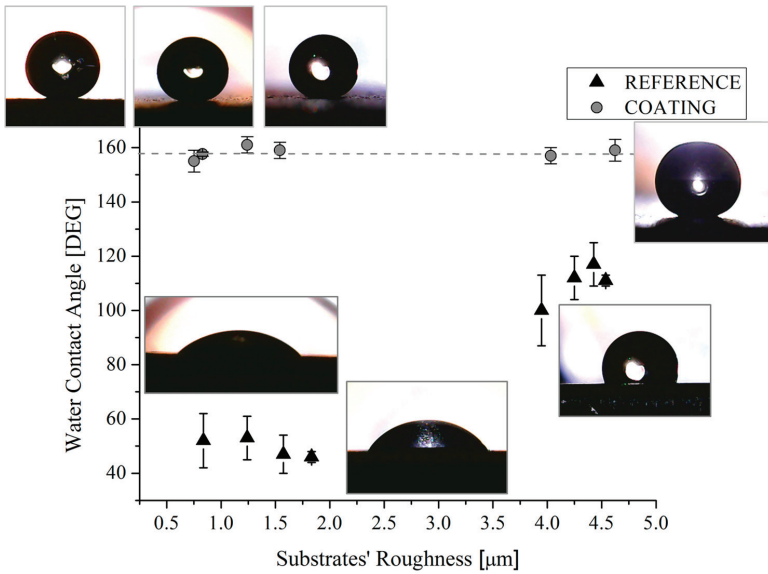 REFERENCE
COATING
160
140
120
100
80
60
40
Water Contact Angle [DEG]
0.5 1.0 1.5 2.0 2.5 3.0 3.5 4.0 4.5 5.0
Substrates' Roughness [μm]